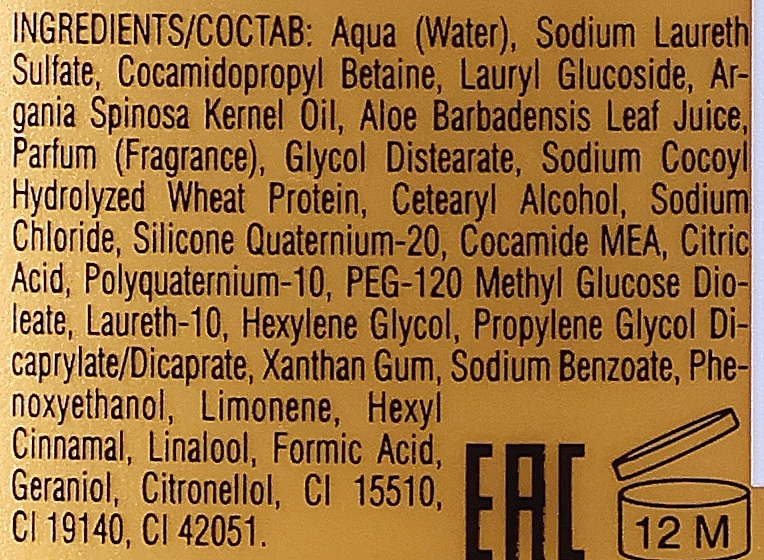 INGREDIENTS/СОСТАВ: Aqua (Water), Sodium Laureth
Sulfate, Cocamidopropyl Betaine, Lauryl Glucoside, Ar-
gania Spinosa Kernel Oil, Aloe Barbadensis Leaf Juice,
Parfum (Fragrance), Glycol Distearate, Sodium Cocoyl
Hydrolyzed Wheat Protein, Cetearyl Alcohol, Sodium
Chloride, Silicone Quaternium-20, Cocamide MEA, Citric
Acid, Polyquaternium-10, PEG-120 Methyl Glucose Dio-
leate, Laureth-10, Hexylene Glycol, Propylene Glycol Di-
caprylate/Dicaprate, Xanthan Gum, Sodium Benzoate, Phe-
noxyethanol, Limonene, Hexyl
Cinnamal, Linalool, Formic Acid,
Geraniol, Citronellol, CI 15510,
CI 19140, CI 42051.
EAC
12 M